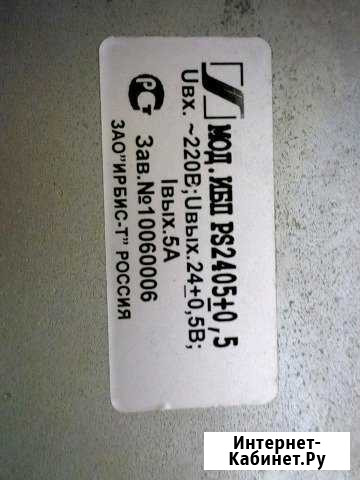 МОД. ИБП PS2405±0,5
Uвх. ~220В; Uвых. 24±0,5В;
Iвых. 5А
Зав.№10060006
ЗАО"ИРБИС-Т" РОССИЯ
РСТ
Интернет-
Кабинет.Ру